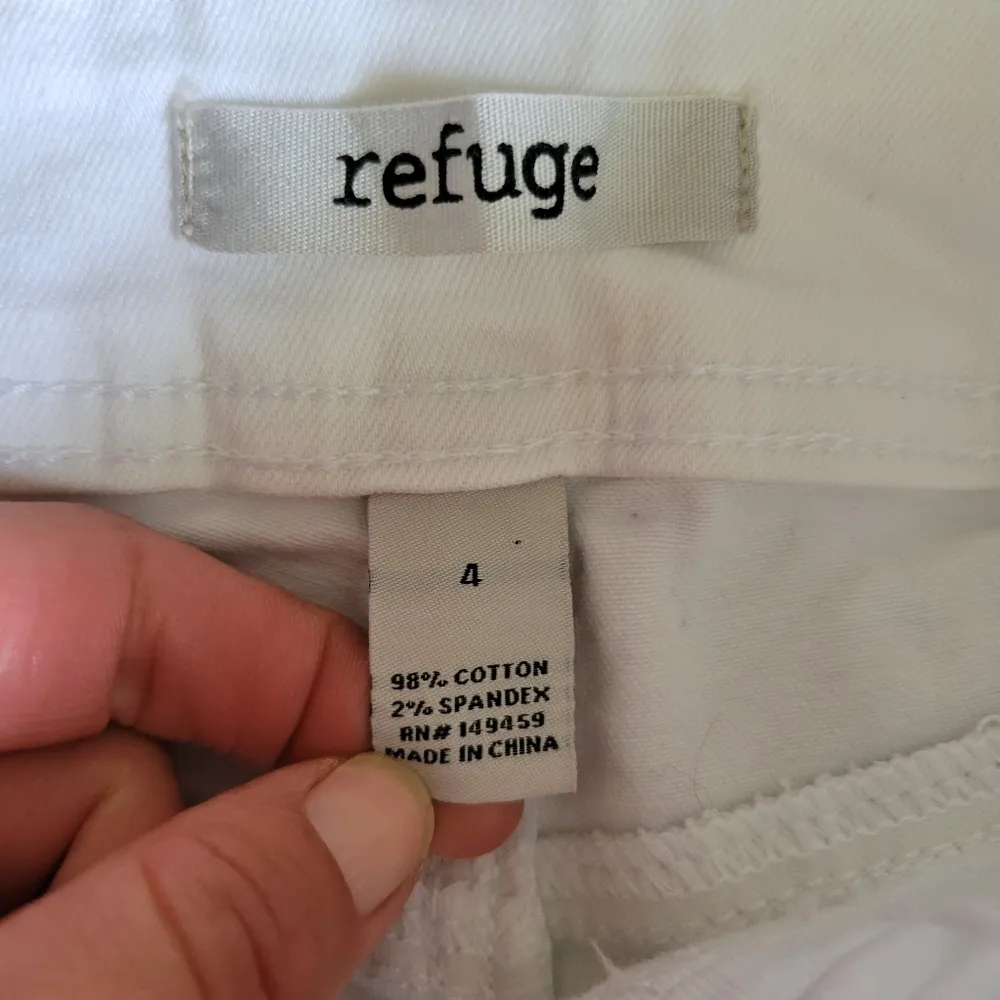 refuge
4
98% COTTON
2% SPANDEX
RN# 149459
MADE IN CHINA